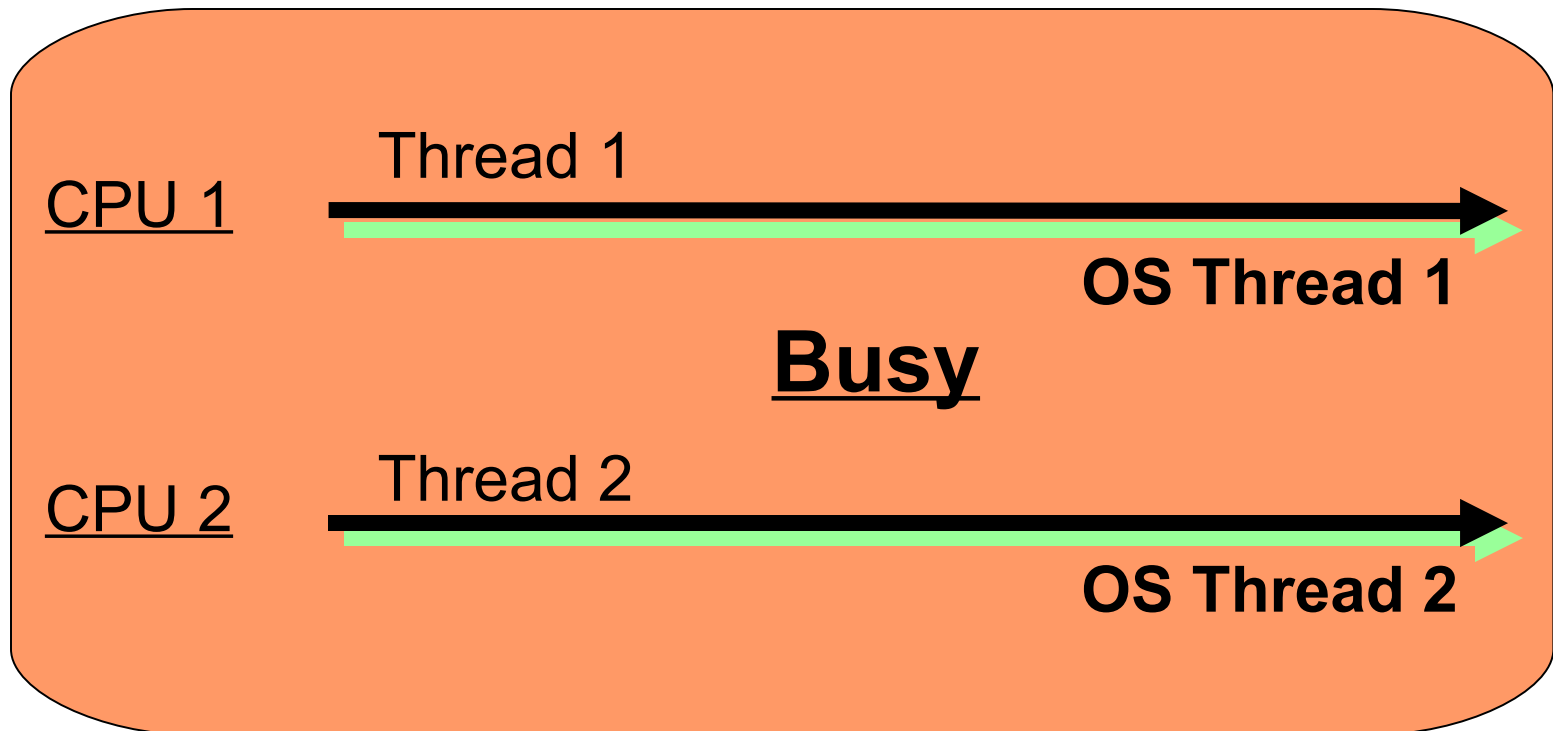 Thread 1
CPU 1
OS Thread 1
Busy
Thread 2
CPU 2
OS Thread 2